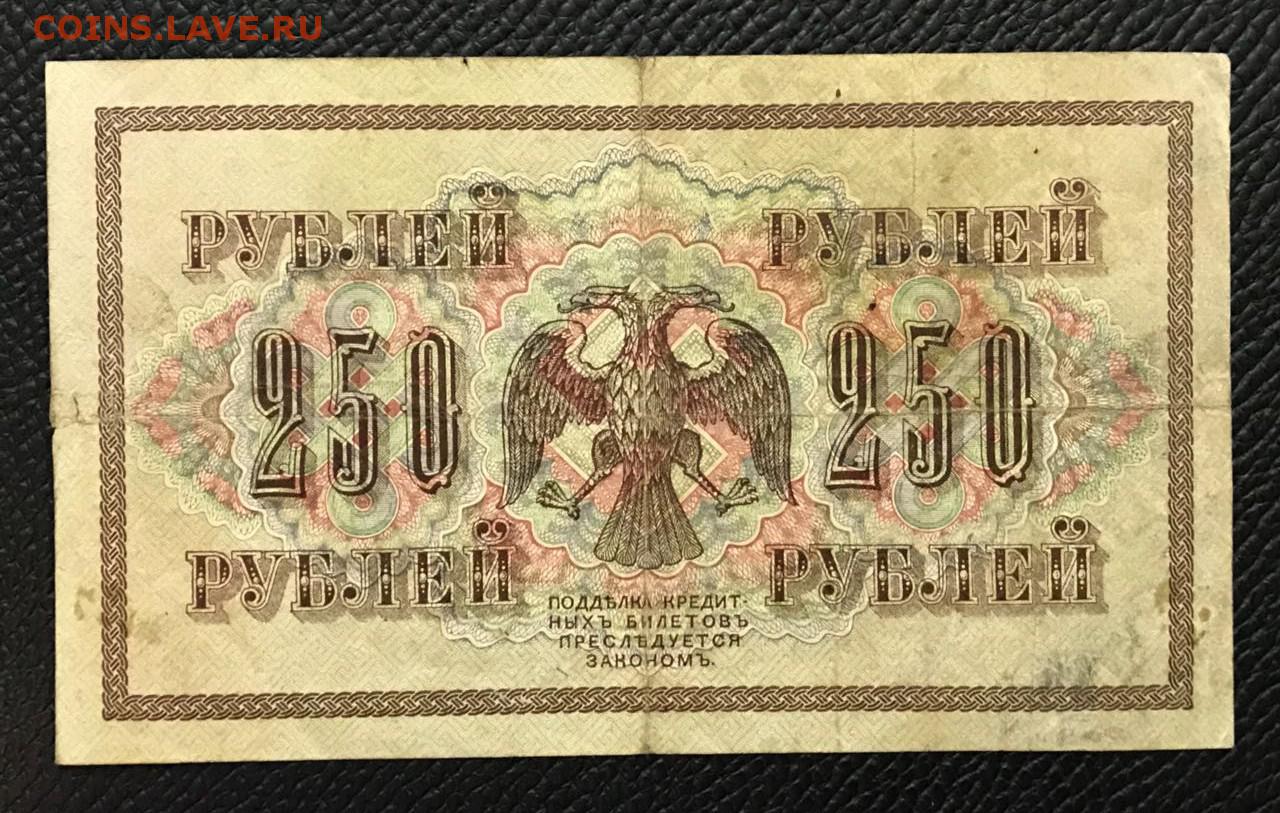 COINS.LAVE.RU
РУБЛЕЙ РУБЛЕЙ
250 250
РУБЛЕЙ РУБЛЕЙ
ПОДДѢЛКА КРЕДИТ-
НЫХЪ БИЛЕТОВЪ
ПРЕСЛѢДУЕТСЯ
ЗАКОНОМЪ.